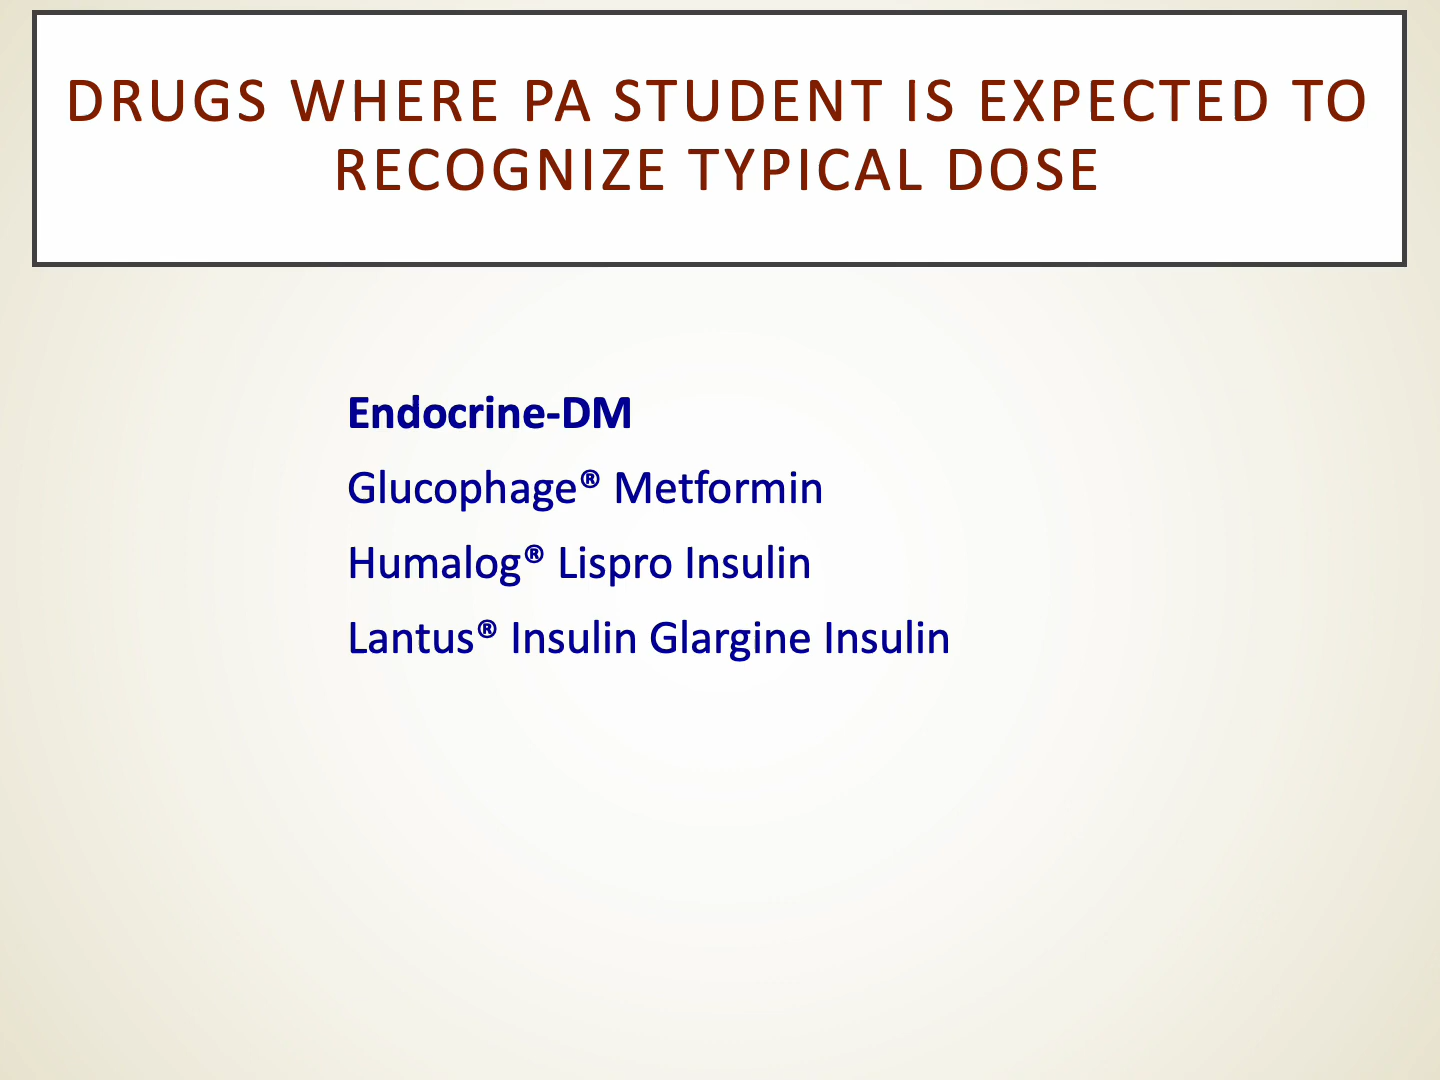 DRUGS WHERE PA STUDENT IS EXPECTED TO
RECOGNIZE TYPICAL DOSE
Endocrine-DM
Glucophage® Metformin
Humalog® Lispro Insulin
Lantus® Insulin Glargine Insulin